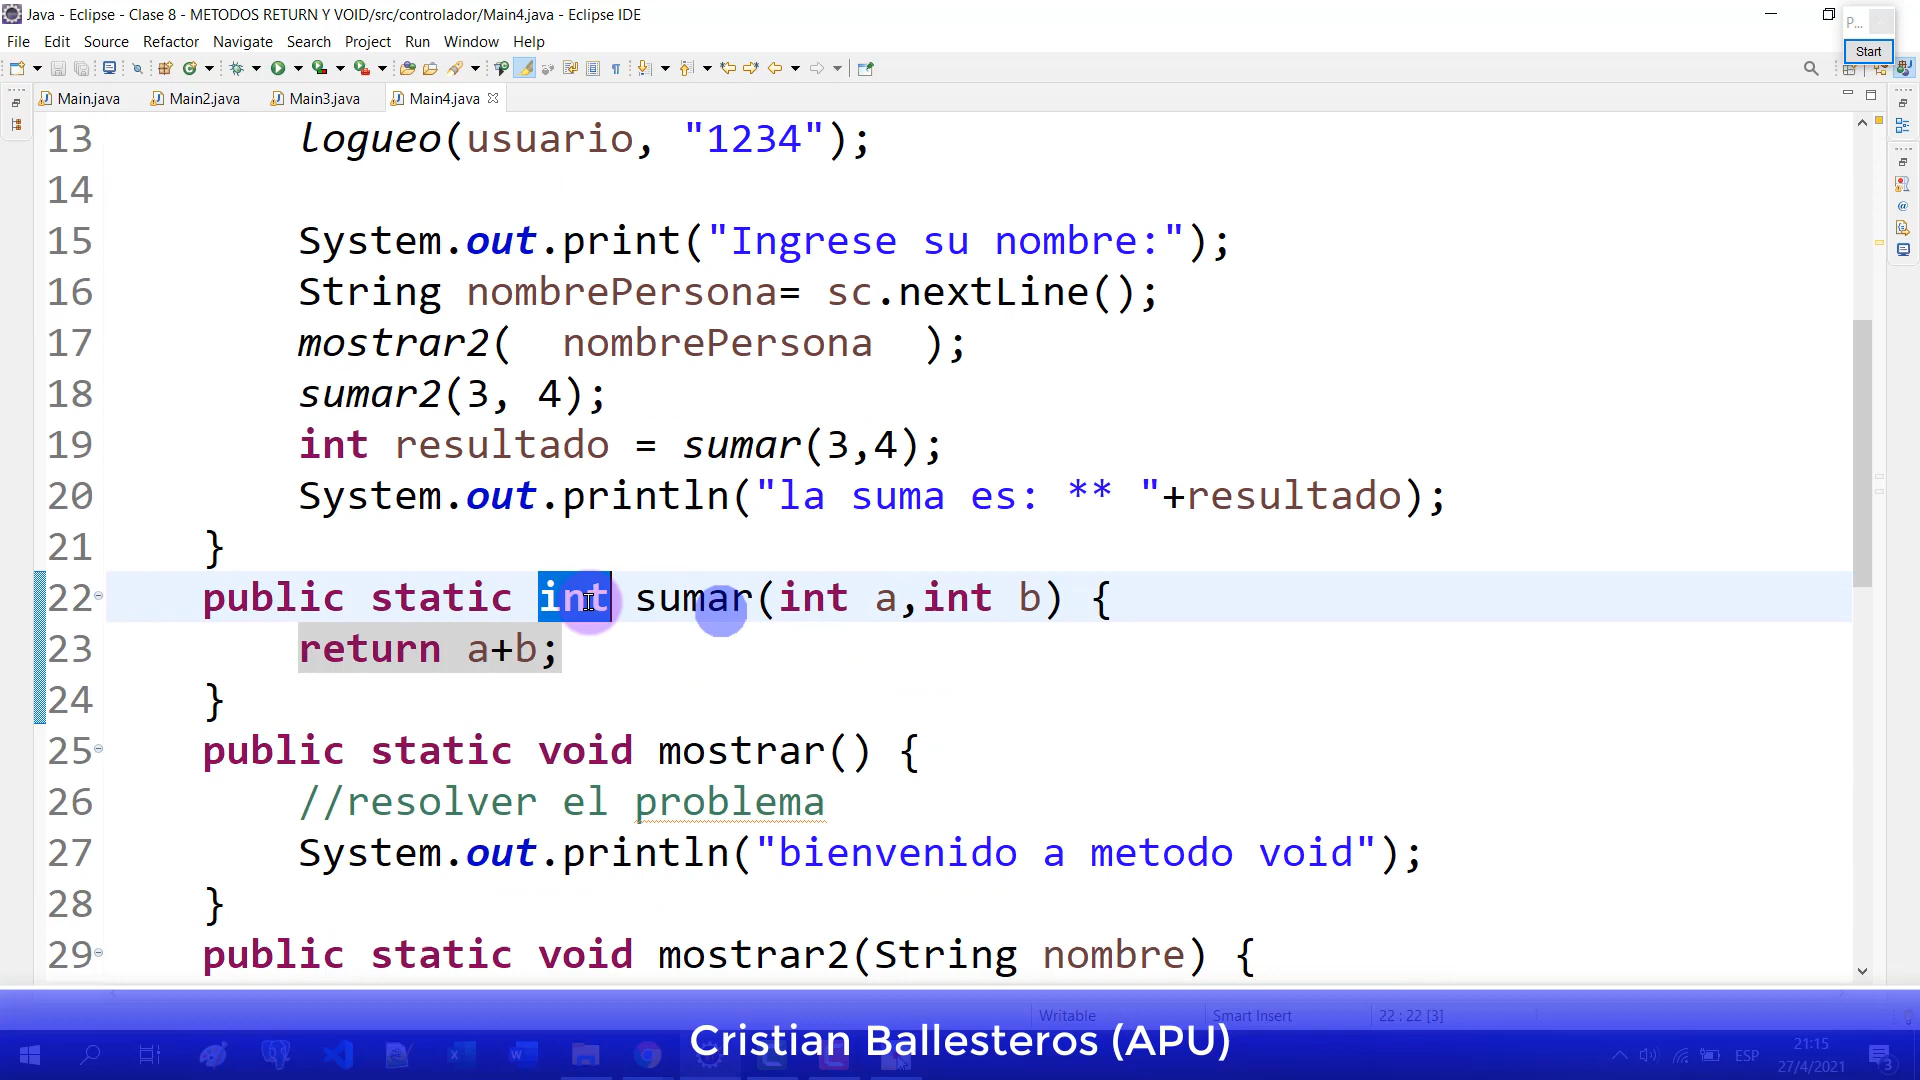 Java - Eclipse - Clase 8 - METODOS RETURN Y VOID/src/controlador/Main4.java - Eclipse IDE
P...
Start
File Edit Source Refactor Navigate Search Project Run Window Help
Main.java Main2.java Main3.java Main4.java
13 logueo(usuario, "1234");
14
15 System.out.print("Ingrese su nombre:");
16 String nombrePersona= sc.nextLine();
17 mostrar2(  nombrePersona  );
18 sumar2(3, 4);
19 int resultado = sumar(3,4);
20 System.out.println("la suma es: ** "+resultado);
21 }
22 public static int sumar(int a,int b) {
23 return a+b;
24 }
25 public static void mostrar() {
26 //resolver el problema
27 System.out.println("bienvenido a metodo void");
28 }
29 public static void mostrar2(String nombre) {
Writable Smart Insert 22 : 22 [3]
Cristian Ballesteros (APU)
ESP
21:15
27/4/2021
3